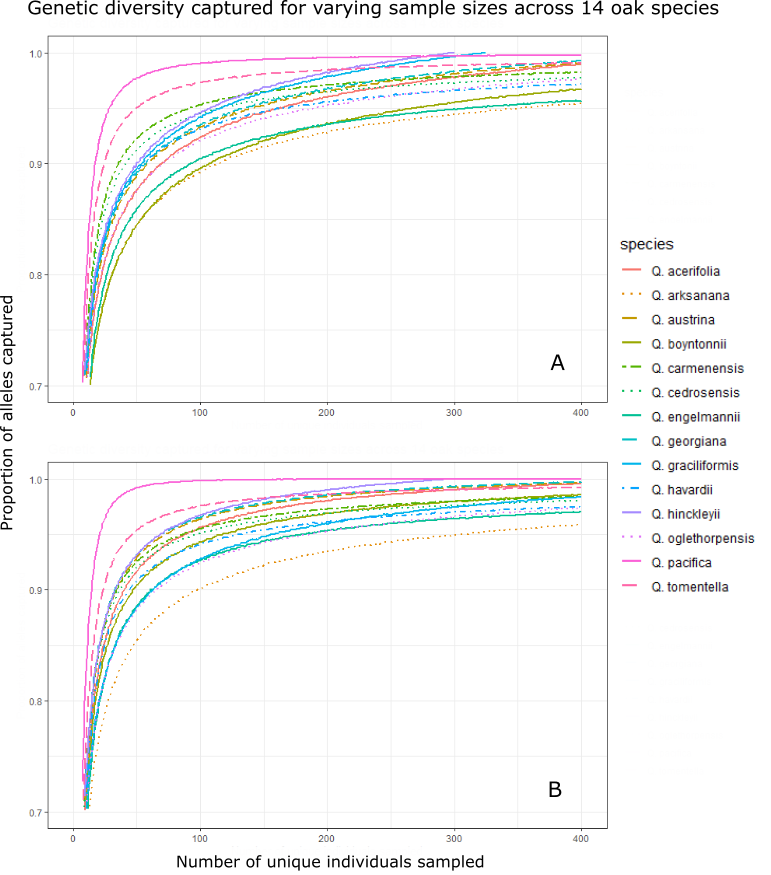 Genetic diversity captured for varying sample sizes across 14 oak species
Proportion of alleles captured
1.0
0.9
0.8
0.7
A
0
100
200
300
400
1.0
0.9
0.8
0.7
B
0
100
200
300
400
Number of unique individuals sampled
species
Q. acerifolia
Q. arksanana
Q. austrina
Q. boyntonnii
Q. carmenensis
Q. cedrosensis
Q. engelmannii
Q. georgiana
Q. graciliformis
Q. havardii
Q. hinckleyii
Q. oglethorpensis
Q. pacifica
Q. tomentella